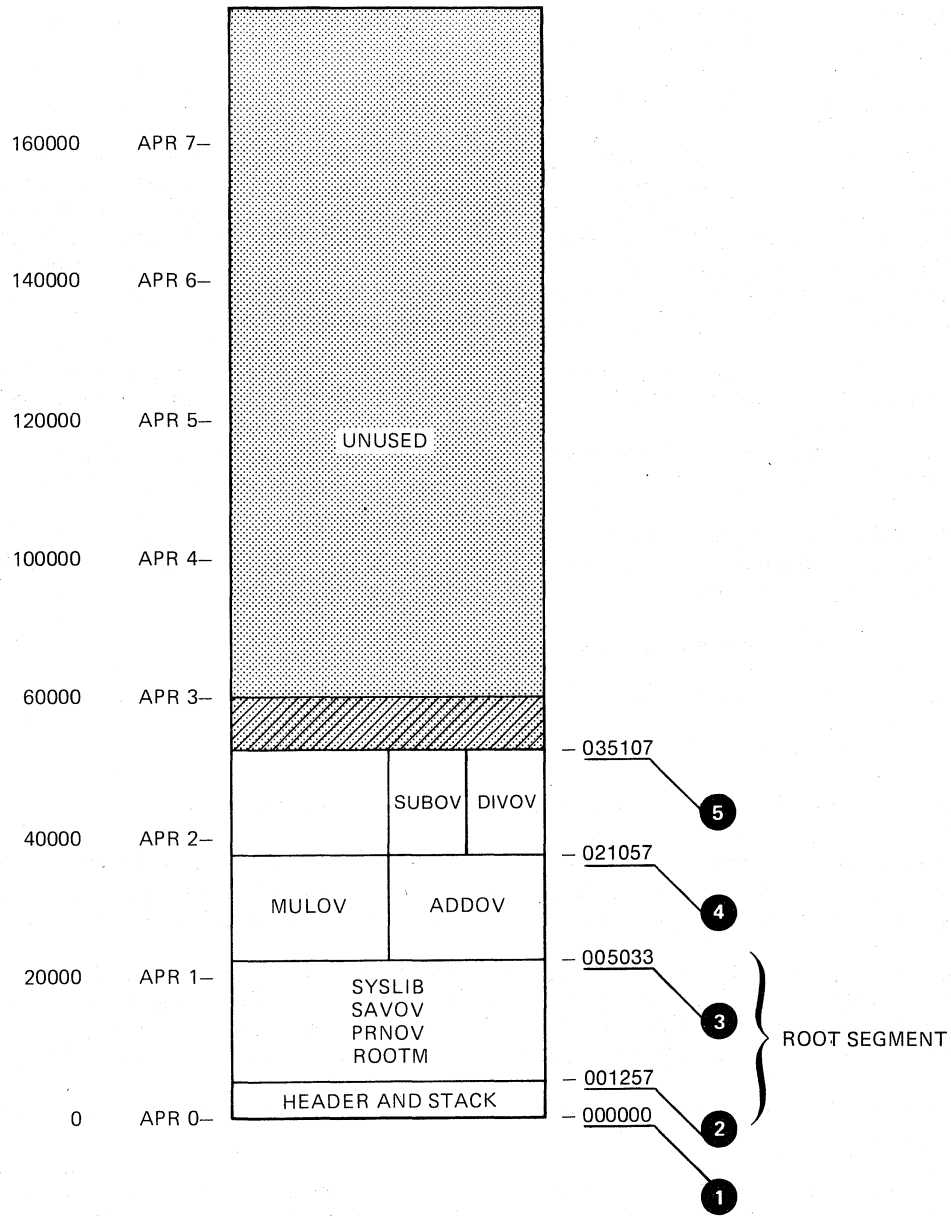 160000 APR 7–
140000 APR 6–
120000 APR 5–
UNUSED
100000 APR 4–
60000 APR 3–
– 035107
5
SUBOV DIVOV
40000 APR 2–
– 021057
4
MULOV ADDOV
– 005033
3
20000 APR 1–
SYSLIB
SAVOV
PRNOV
ROOTM
ROOT SEGMENT
– 001257
2
HEADER AND STACK
0 APR 0–
– 000000
1